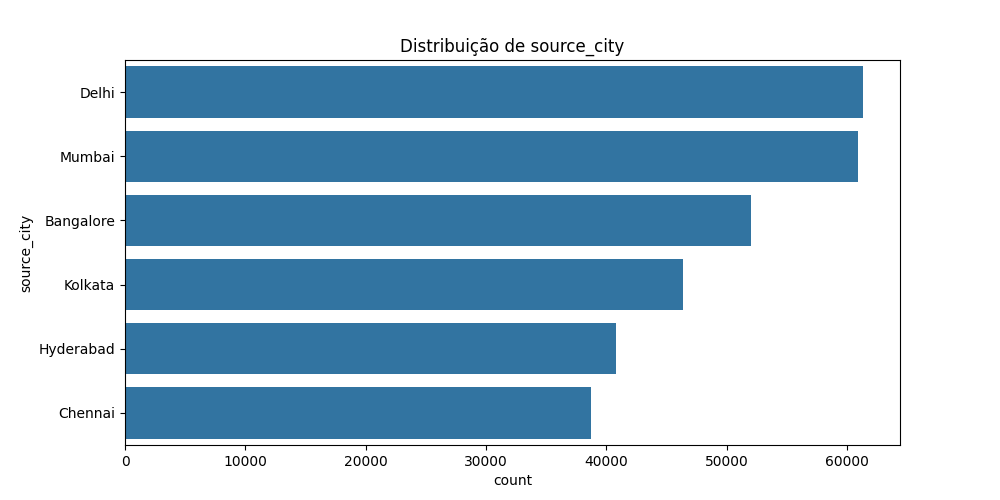 Distribuição de source_city
source_city
Delhi
Mumbai
Bangalore
Kolkata
Hyderabad
Chennai
0 10000 20000 30000 40000 50000 60000
count